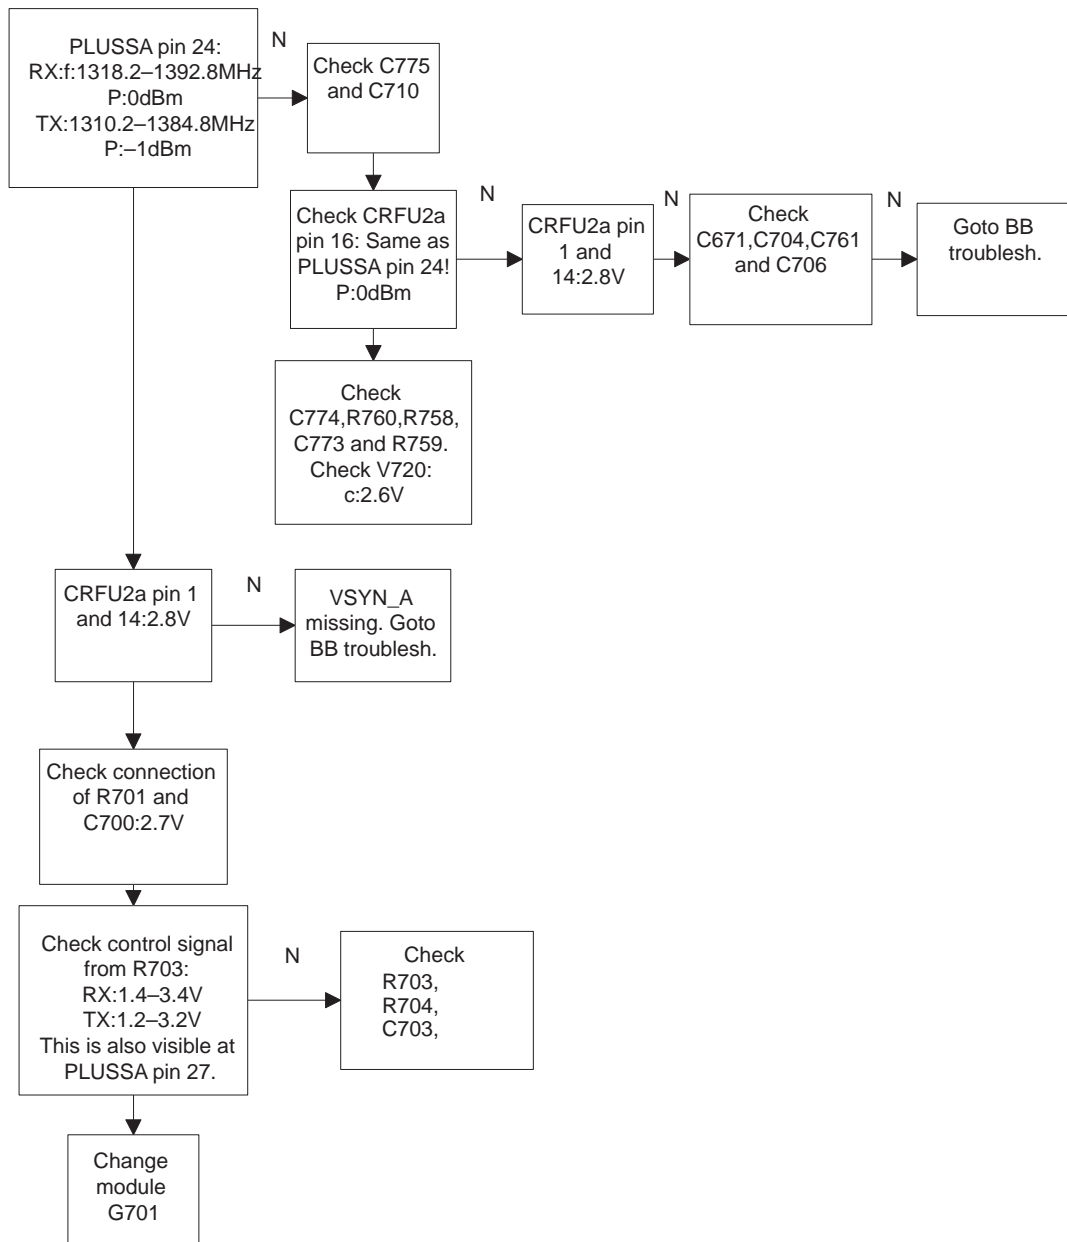 PLUSSA pin 24:
RX:f:1318.2–1392.8MHz
P:0dBm
TX:1310.2–1384.8MHz
P:–1dBm
N
Check C775
and C710
Check CRFU2a
pin 16: Same as
PLUSSA pin 24!
P:0dBm
N
CRFU2a pin
1 and
14:2.8V
N
Check
C671,C704,C761
and C706
N
Goto BB
troublesh.
Check
C774,R760,R758,
C773 and R759.
Check V720:
c:2.6V
CRFU2a pin 1
and 14:2.8V
N
VSYN_A
missing. Goto
BB troublesh.
Check connection
of R701 and
C700:2.7V
Check control signal
from R703:
RX:1.4–3.4V
TX:1.2–3.2V
This is also visible at
PLUSSA pin 27.
N
Check
R703,
R704,
C703,
Change
module
G701